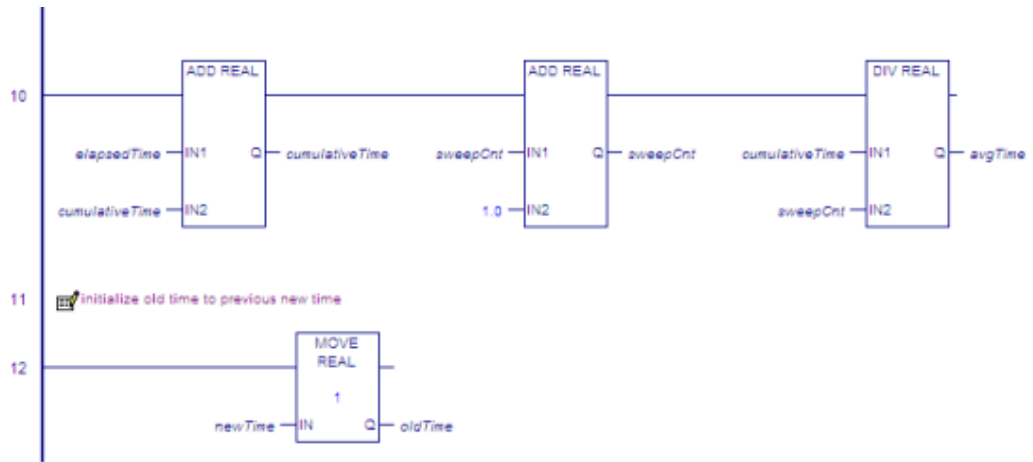 ADD REAL ADD REAL DIV REAL
10
elapsedTime IN1 Q cumulativeTime sweepCnt IN1 Q sweepCnt cumulativeTime IN1 Q avgTime
cumulativeTime IN2 1.0 IN2 sweepCnt IN2
11 initialize old time to previous new time
MOVE
REAL
12
1
newTime IN Q oldTime